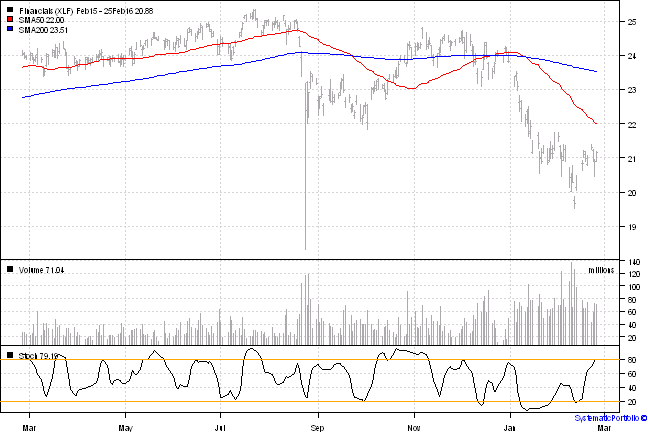 Financials (XLF) Feb15 - 25Feb16 20.88
SMA50 22.00
SMA200 23.51
25
24
23
22
21
20
19
Volume 71.04
millions
140
120
100
80
60
40
20
Stoch 79.19
80
60
40
20
Mar
May
Jul
Sep
Nov
Jan
Mar
SystematicPortfolio ©